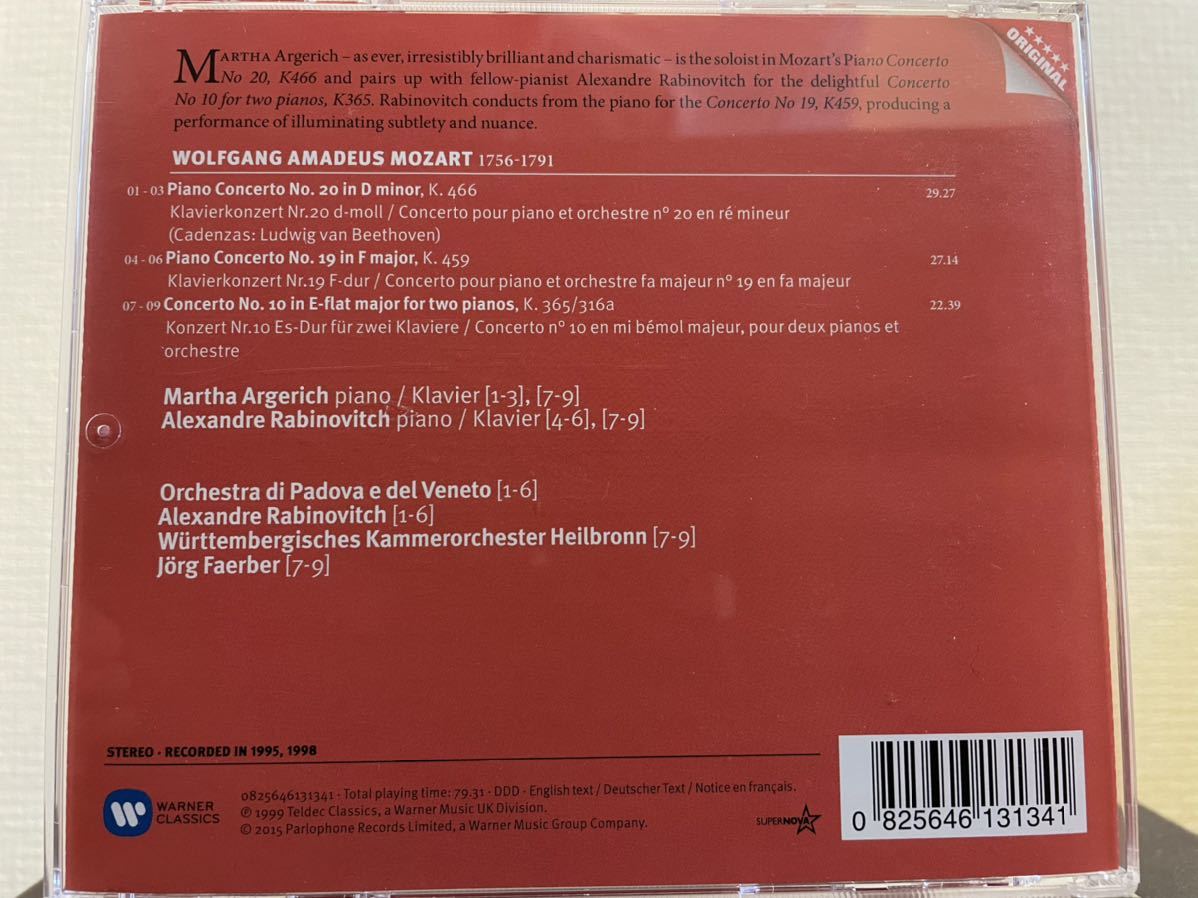 MARTHA Argerich – as ever, irresistibly brilliant and charismatic – is the soloist in Mozart's Piano Concerto
No 20, K466 and pairs up with fellow-pianist Alexandre Rabinovitch for the delightful Concerto
No 10 for two pianos, K365. Rabinovitch conducts from the piano for the Concerto No 19, K459, producing a
performance of illuminating subtlety and nuance.
ORIGINAL
WOLFGANG AMADEUS MOZART 1756-1791
01 - 03 Piano Concerto No. 20 in D minor, K. 466 29.27
Klavierkonzert Nr.20 d-moll / Concerto pour piano et orchestre nº 20 en ré mineur
(Cadenzas: Ludwig van Beethoven)
04 - 06 Piano Concerto No. 19 in F major, K. 459 27.14
Klavierkonzert Nr.19 F-dur / Concerto pour piano et orchestre fa majeur nº 19 en fa majeur
07 - 09 Concerto No. 10 in E-flat major for two pianos, K. 365/316a 22.39
Konzert Nr.10 Es-Dur für zwei Klaviere / Concerto nº 10 en mi bémol majeur, pour deux pianos et
orchestre
Martha Argerich piano / Klavier [1-3], [7-9]
Alexandre Rabinovitch piano / Klavier [4-6], [7-9]
Orchestra di Padova e del Veneto [1-6]
Alexandre Rabinovitch [1-6]
Württembergisches Kammerorchester Heilbronn [7-9]
Jörg Faerber [7-9]
STEREO · RECORDED IN 1995, 1998
WARNER
CLASSICS
0825646131341 · Total playing time: 79.31 · DDD · English text / Deutscher Text / Notice en français.
℗ 1999 Teldec Classics, a Warner Music UK Division.
© 2015 Parlophone Records Limited, a Warner Music Group Company.
SUPERNOVA
0 825646 131341